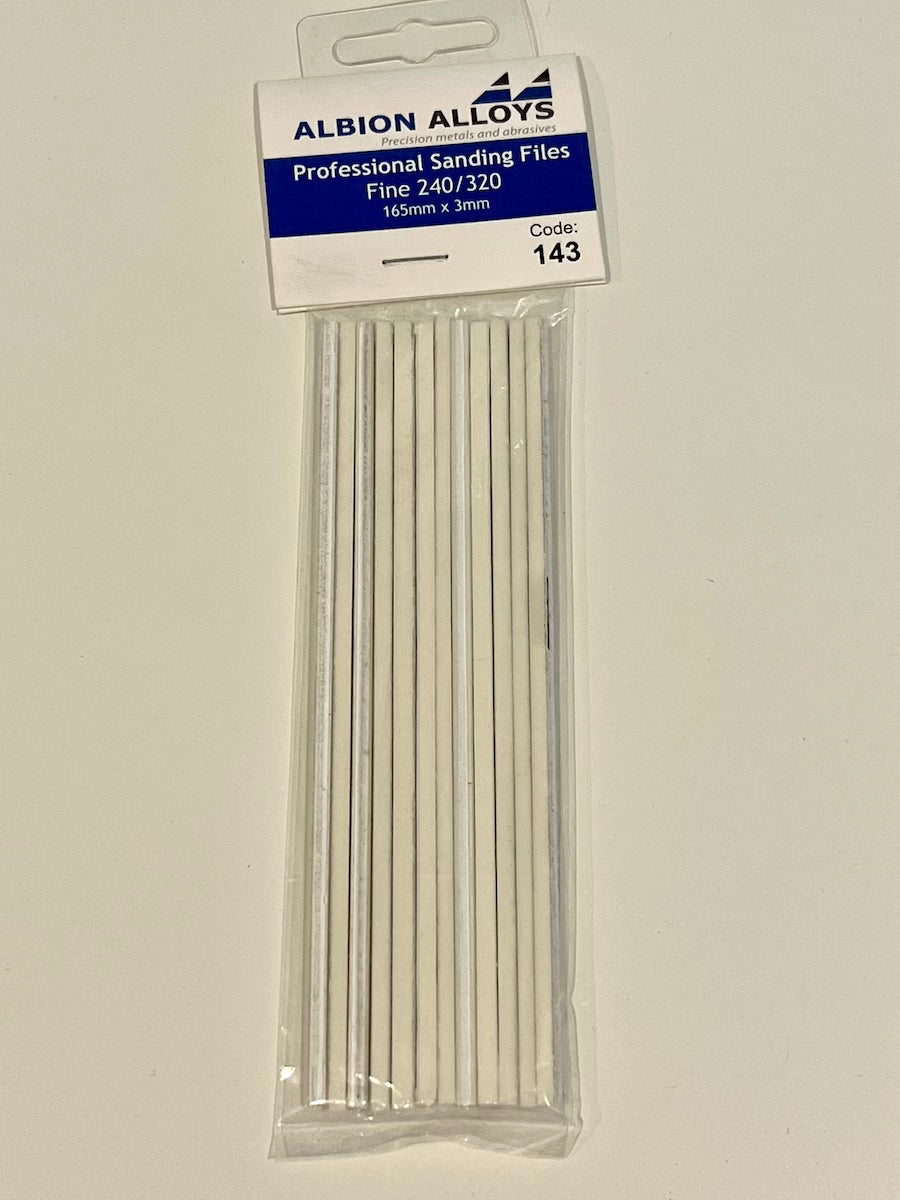 ALBION ALLOYS
Precision metals and abrasives
Professional Sanding Files
Fine 240/320
165mm x 3mm
Code:
143